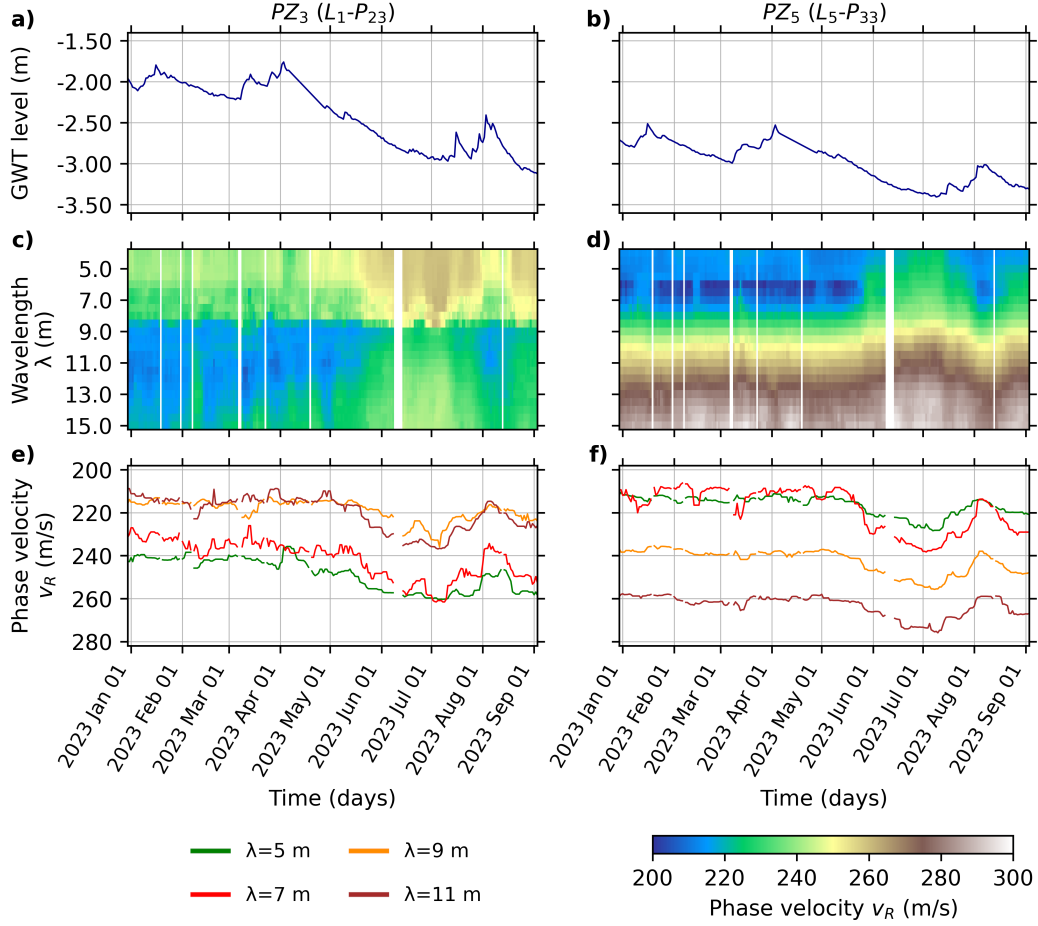 a)
PZ3 (L1-P23)
b)
PZ5 (L5-P33)
GWT level (m)
-1.50
-2.00
-2.50
-3.00
-3.50
c)
d)
Wavelength
λ (m)
5.0
7.0
9.0
11.0
13.0
15.0
e)
f)
Phase velocity
vR (m/s)
200
220
240
260
280
2023 Jan 01
2023 Feb 01
2023 Mar 01
2023 Apr 01
2023 May 01
2023 Jun 01
2023 Jul 01
2023 Aug 01
2023 Sep 01
2023 Jan 01
2023 Feb 01
2023 Mar 01
2023 Apr 01
2023 May 01
2023 Jun 01
2023 Jul 01
2023 Aug 01
2023 Sep 01
Time (days)
Time (days)
λ=5 m
λ=9 m
λ=7 m
λ=11 m
200 220 240 260 280 300
Phase velocity vR (m/s)